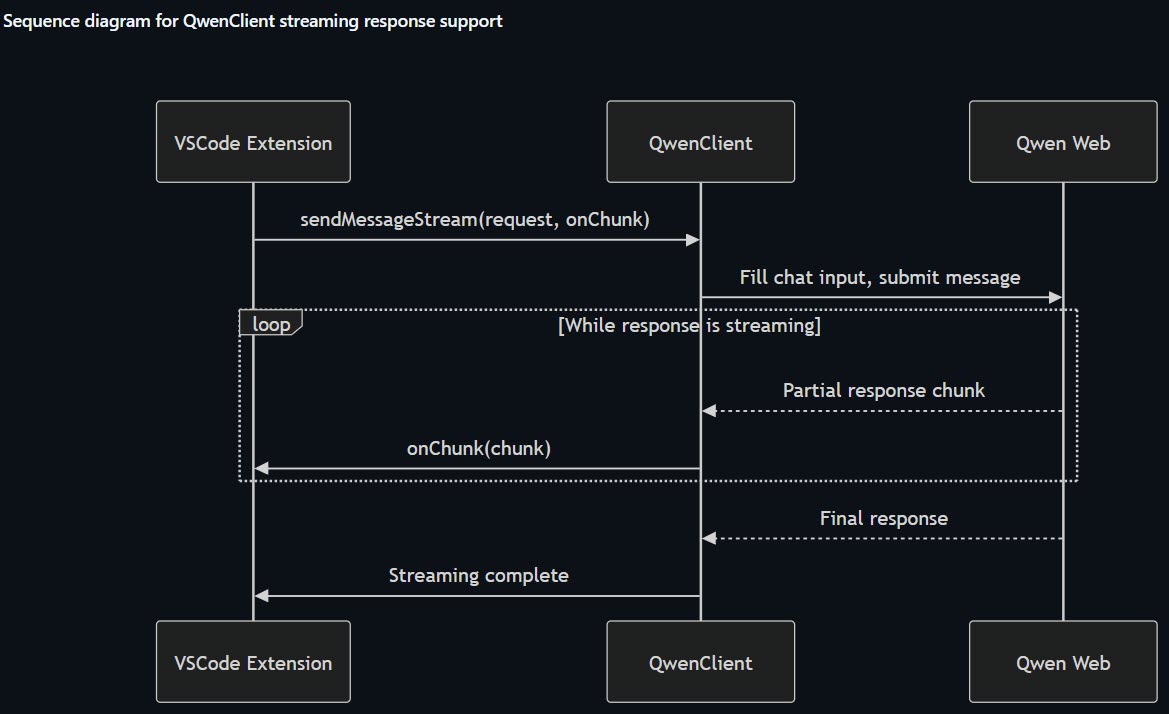 Sequence diagram for QwenClient streaming response support
VSCode Extension
QwenClient
Qwen Web
sendMessageStream(request, onChunk)
Fill chat input, submit message
loop
[While response is streaming]
Partial response chunk
onChunk(chunk)
Final response
Streaming complete
VSCode Extension
QwenClient
Qwen Web